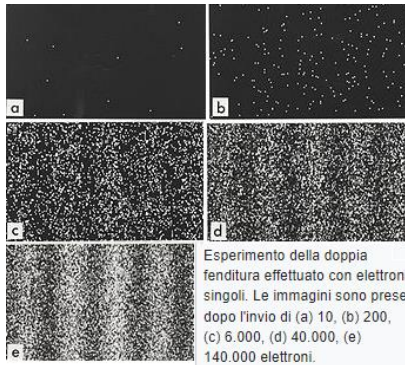 a
b
c
d
e
Esperimento della doppia
fenditura effettuato con elettron
singoli. Le immagini sono prese
dopo l'invio di (a) 10, (b) 200,
(c) 6.000, (d) 40.000, (e)
140.000 elettroni.